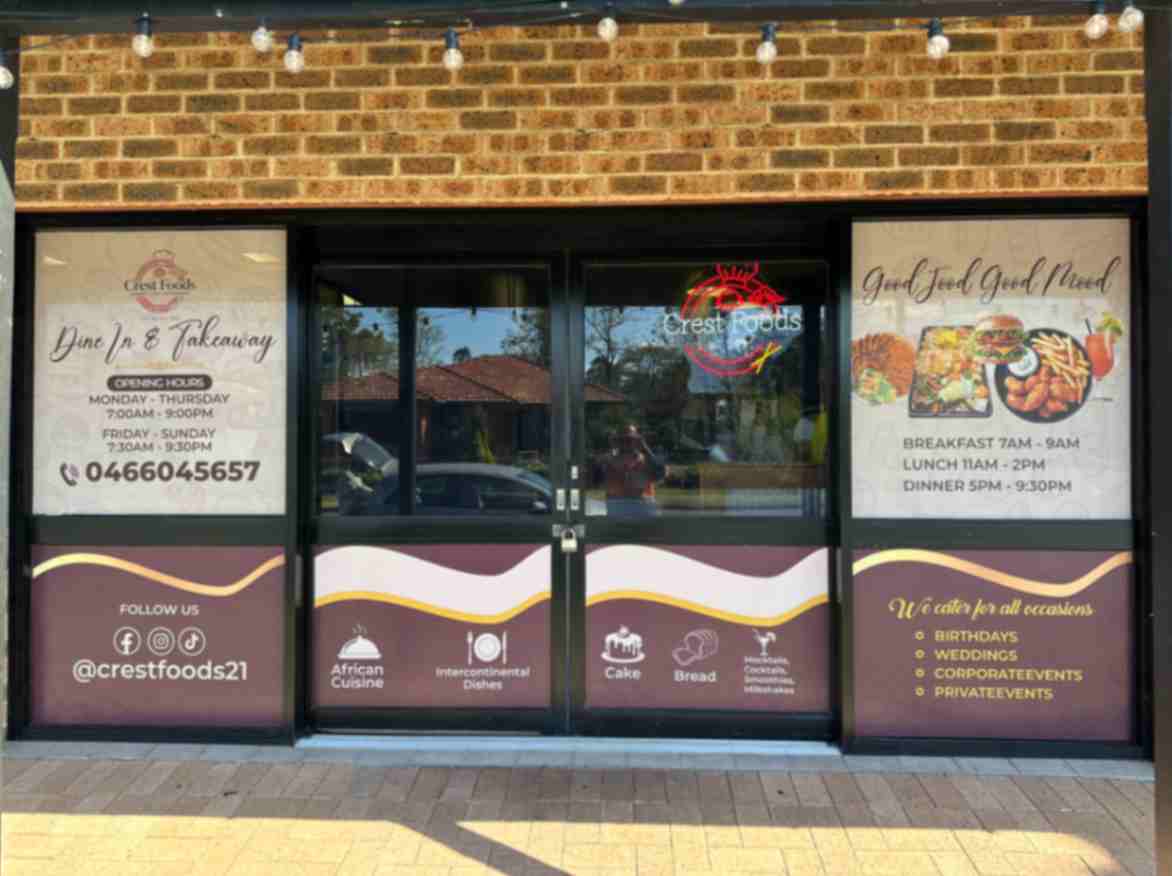 Crest Foods
Dine In & Takeaway
OPENING HOURS
MONDAY - THURSDAY
7:00AM - 9:00PM
FRIDAY - SUNDAY
7:30AM - 9:30PM
0466045657
FOLLOW US
@crestfoods21
African
Cuisine
Intercontinental
Dishes
Crest Foods
Cake
Bread
Mocktails,
Cocktails,
Smoothies,
Milkshakes
Good Food Good Mood
BREAKFAST 7AM - 9AM
LUNCH 11AM - 2PM
DINNER 5PM - 9:30PM
We cater for all occasions
BIRTHDAYS
WEDDINGS
CORPORATEEVENTS
PRIVATEEVENTS